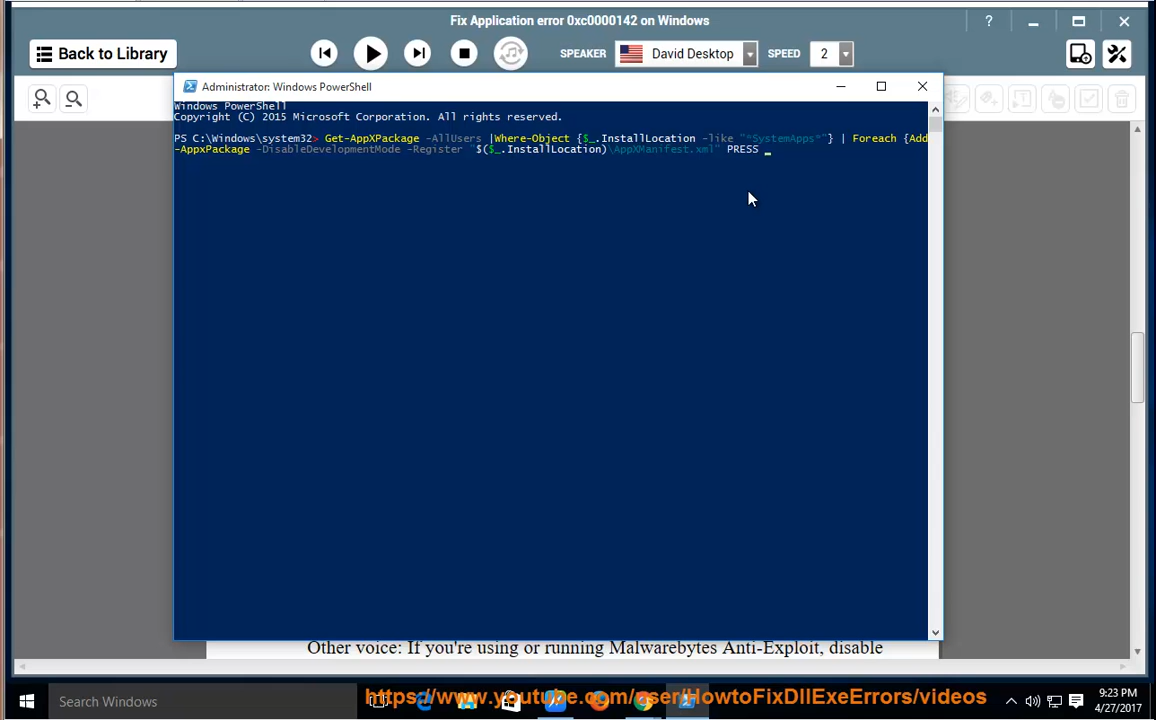 Fix Application error 0xc0000142 on Windows
?
Back to Library
SPEAKER
David Desktop
SPEED
2
Administrator: Windows PowerShell
Windows PowerShell
Copyright (C) 2015 Microsoft Corporation. All rights reserved.
PS C:\Windows\system32> Get-AppXPackage -AllUsers |Where-Object {$_.InstallLocation -like "*SystemApps*"} | Foreach {Add
-AppxPackage -DisableDevelopmentMode -Register "$($_.InstallLocation)\AppXManifest.xml" PRESS _
Other voice: If you're using or running Malwarebytes Anti-Exploit, disable
Search Windows
https://www.youtube.com/user/HowtoFixDllExeErrors/videos
9:23 PM
4/27/2017